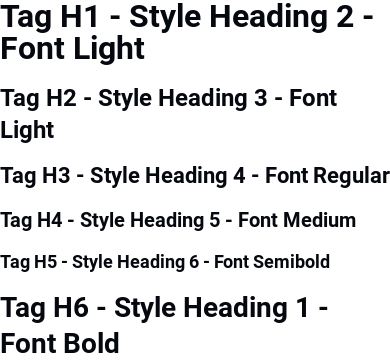 Tag H1 - Style Heading 2 -
Font Light
Tag H2 - Style Heading 3 - Font
Light
Tag H3 - Style Heading 4 - Font Regular
Tag H4 - Style Heading 5 - Font Medium
Tag H5 - Style Heading 6 - Font Semibold
Tag H6 - Style Heading 1 -
Font Bold